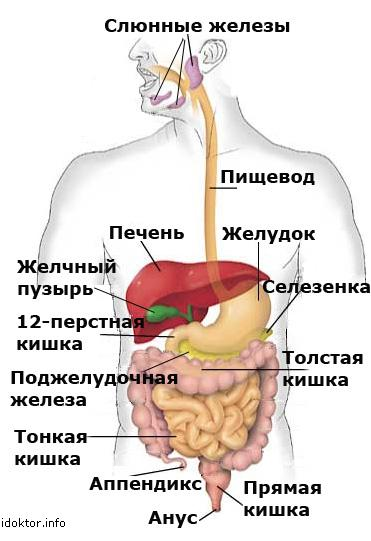 Слюнные железы
Пищевод
Печень
Желудок
Желчный
пузырь
Селезенка
12-перстная
кишка
Толстая
кишка
Поджелудочная
железа
Тонкая
кишка
Аппендикс
Прямая
кишка
Анус
idoktor.info